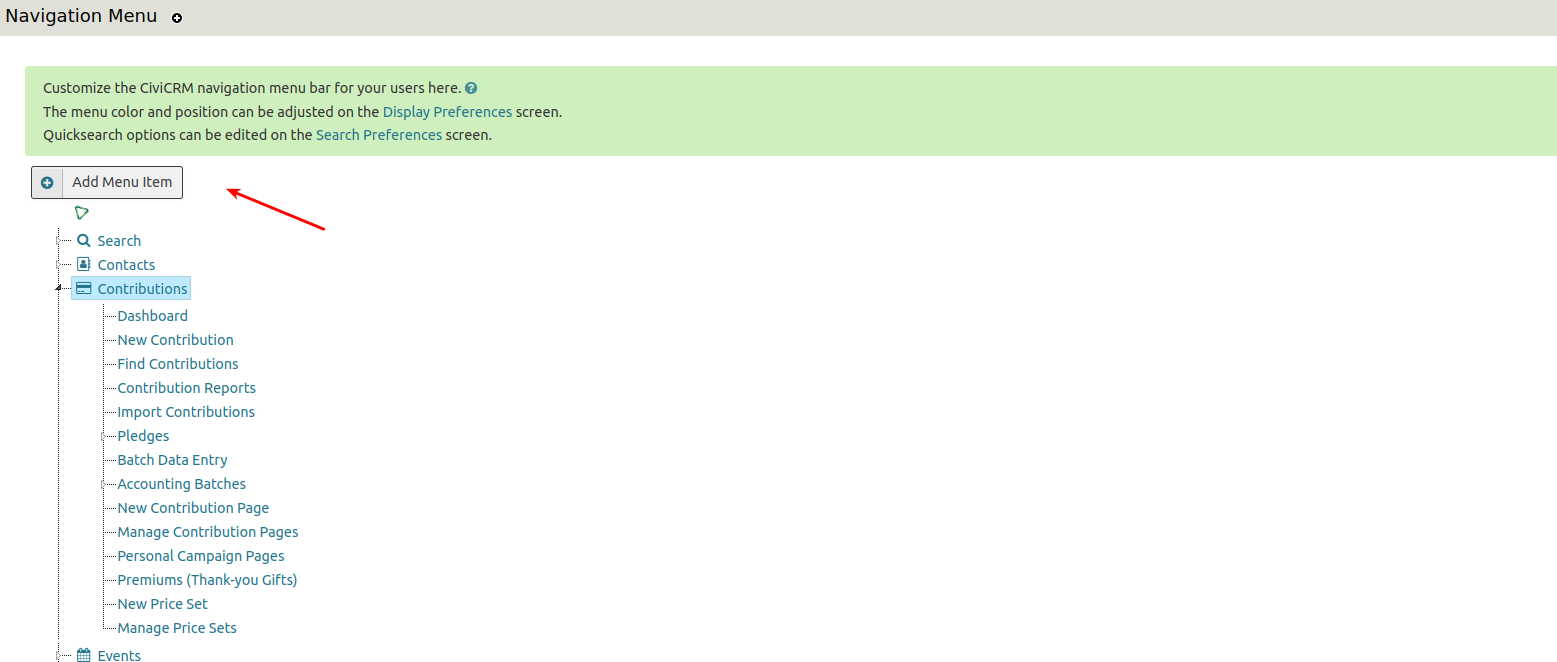 Navigation Menu
Customize the CiviCRM navigation menu bar for your users here.
The menu color and position can be adjusted on the Display Preferences screen.
Quicksearch options can be edited on the Search Preferences screen.
Add Menu Item
Search
Contacts
Contributions
Dashboard
New Contribution
Find Contributions
Contribution Reports
Import Contributions
Pledges
Batch Data Entry
Accounting Batches
New Contribution Page
Manage Contribution Pages
Personal Campaign Pages
Premiums (Thank-you Gifts)
New Price Set
Manage Price Sets
Events